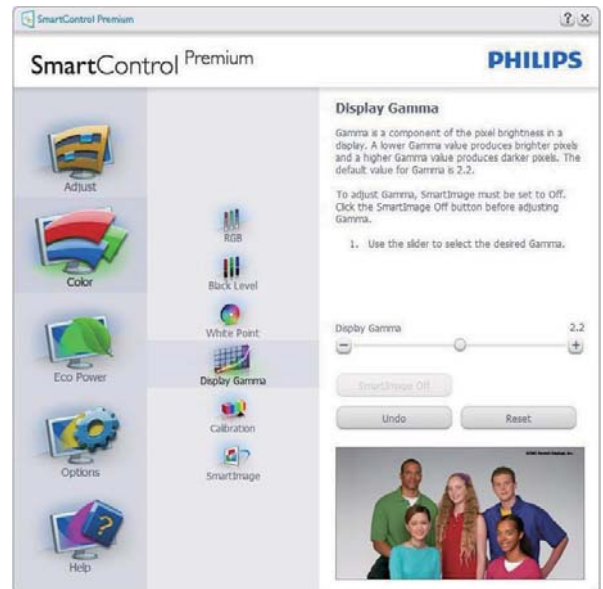 SmartControl Premium
? ×
SmartControl Premium
PHILIPS
Adjust
Color
Eco Power
Options
Help
RGB
Black Level
White Point
Display Gamma
Calibration
SmartImage
Display Gamma
Gamma is a component of the pixel brightness in a
display. A lower Gamma value produces brighter pixels
and a higher Gamma value produces darker pixels. The
default value for Gamma is 2.2.
To adjust Gamma, SmartImage must be set to Off.
Click the SmartImage Off button before adjusting
Gamma.
1. Use the slider to select the desired Gamma.
Display Gamma 2.2
SmartImage Off
Undo Reset